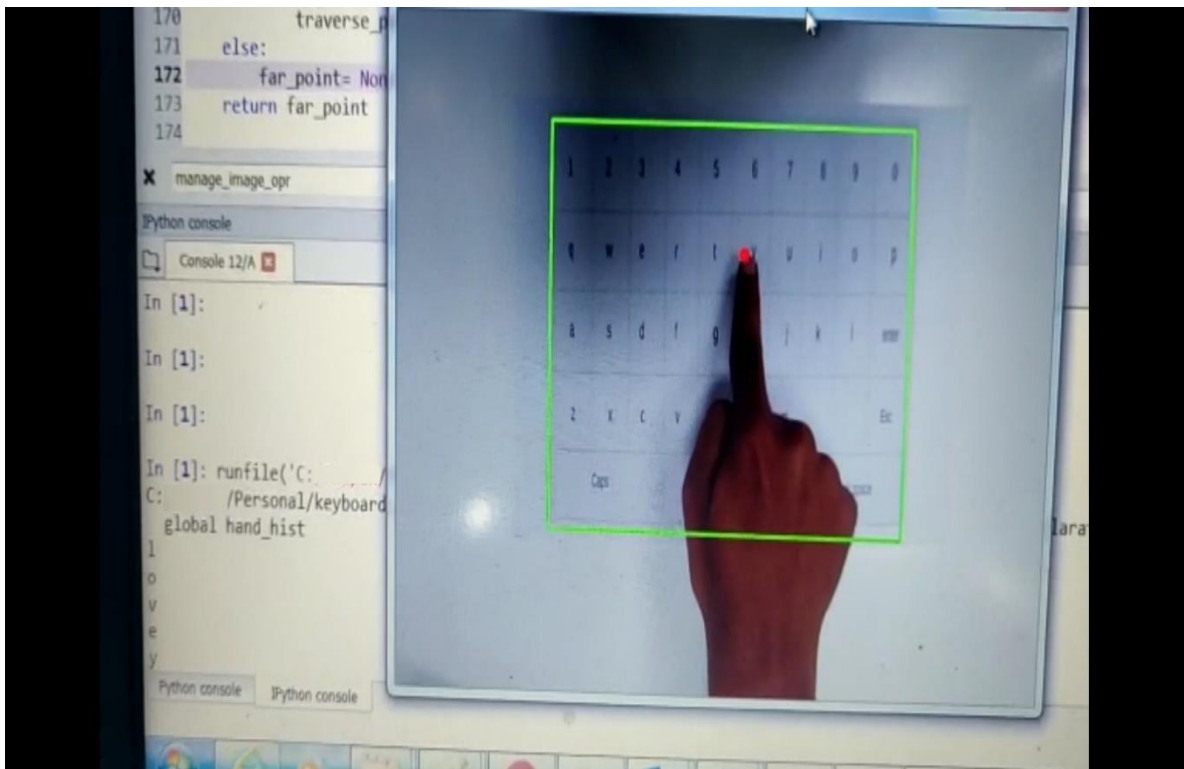 170 traverse_p
171 else:
172 far_point= Non
173 return far_point
174
manage_image_opr
IPython console
Console 12/A
In [1]:
In [1]:
In [1]:
In [1]: runfile('C: /
C: /Personal/keyboard
global hand_hist
lara
l
o
v
e
y
Python console IPython console
1 2 3 4 5 6 7 8 9 0
q w e r t y u i o p
a s d f g j k l enter
z x c v Esc
Caps